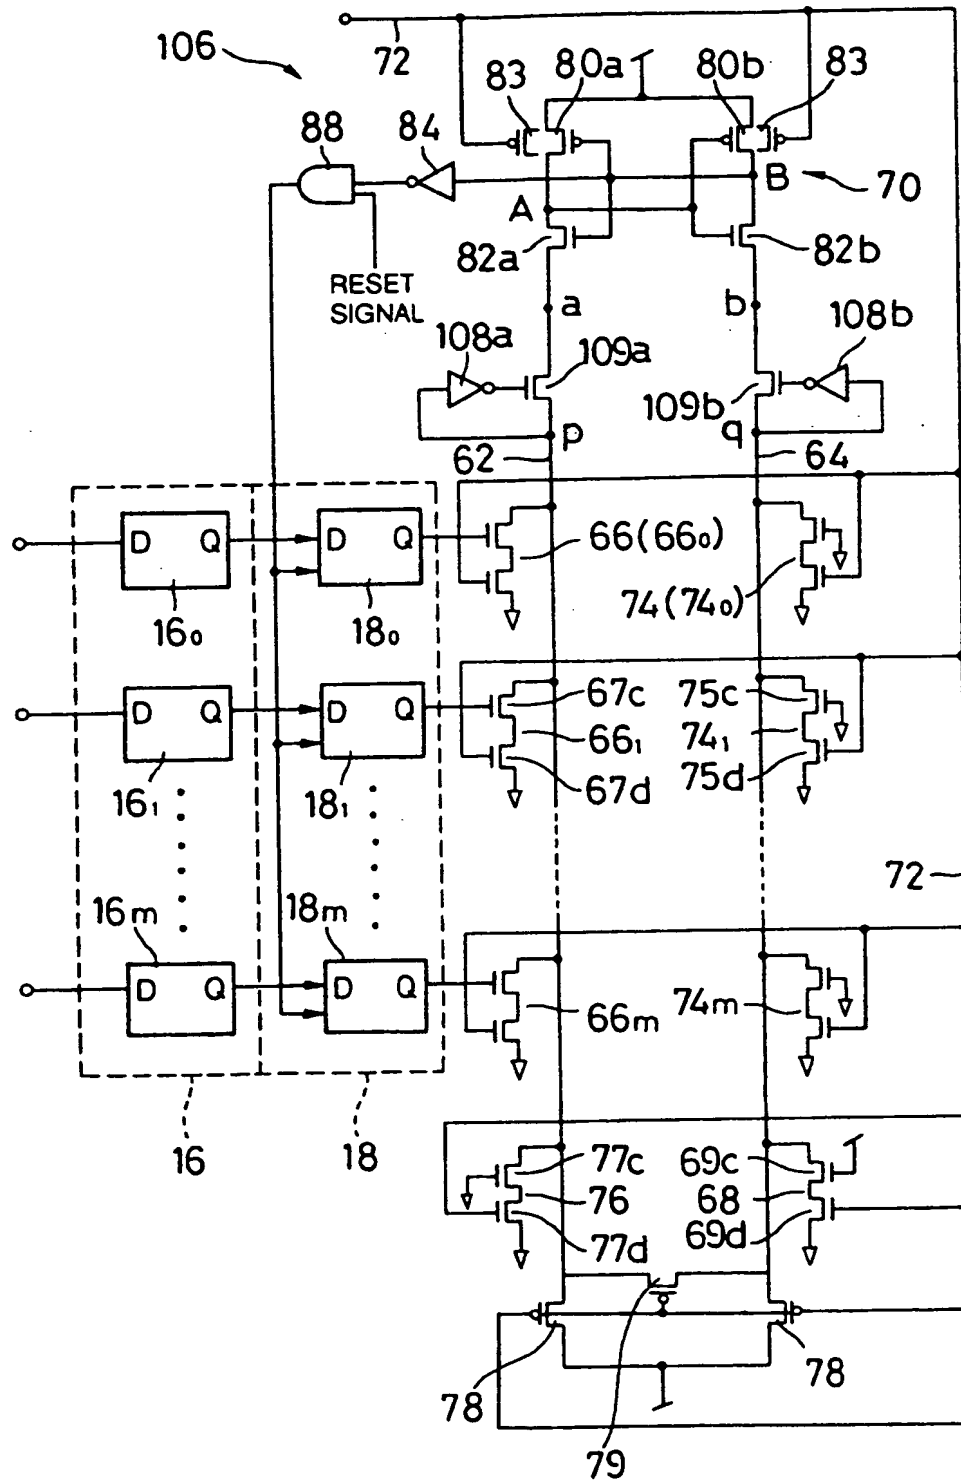 72
106
83
80a
80b
83
88
84
B
70
A
82a
82b
RESET
SIGNAL
a
b
108a
109a
108b
109b
p
q
62
64
D Q
D Q
66 (66₀)
74 (74₀)
16₀
18₀
D Q
D Q
67c
75c
66₁
74₁
67d
75d
16₁
18₁
72
16m
18m
D Q
D Q
66m
74m
16
18
77c
69c
76
68
77d
69d
78
78
79